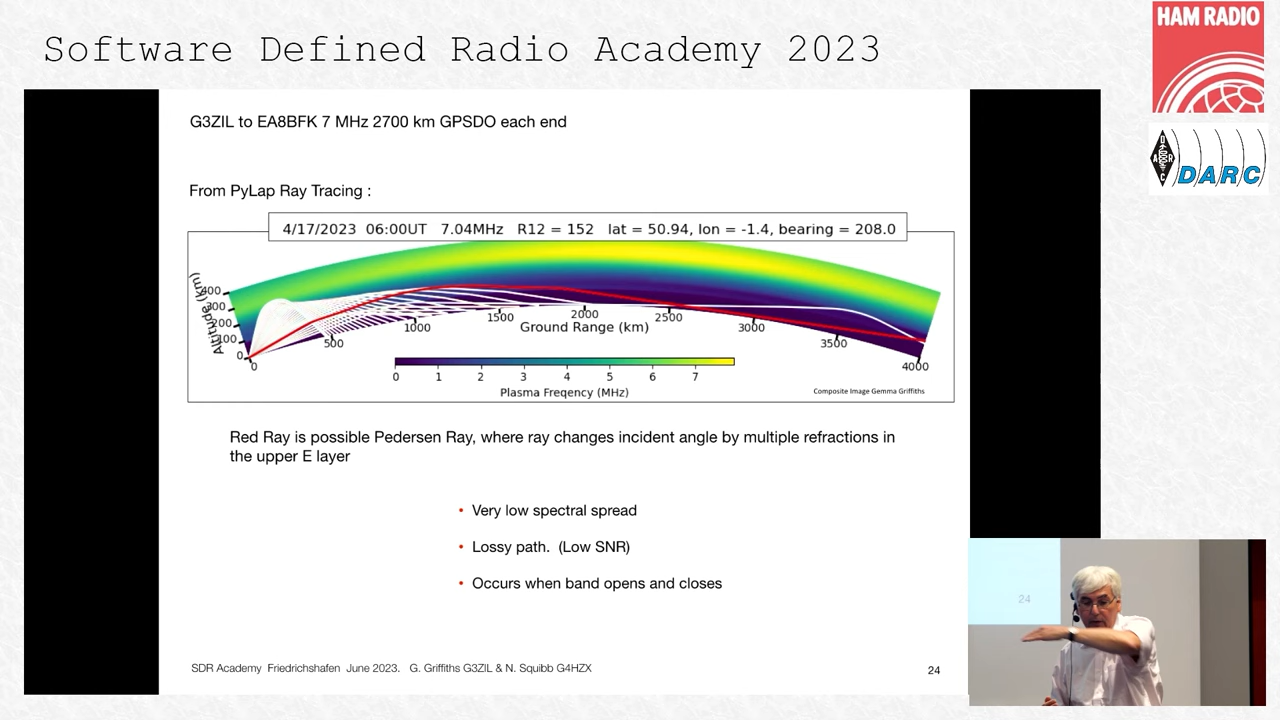 Software Defined Radio Academy 2023
HAM RADIO
DARC
DARC
G3ZIL to EA8BFK 7 MHz 2700 km GPSDO each end
From PyLap Ray Tracing :
4/17/2023 06:00UT 7.04MHz R12 = 152 lat = 50.94, lon = -1.4, bearing = 208.0
Altitude (km)
400
300
200
100
0
0
500
1000
1500
2000
2500
3000
3500
4000
Ground Range (km)
0 1 2 3 4 5 6 7
Plasma Freqency (MHz)
Composite Image Gemma Griffiths
Red Ray is possible Pedersen Ray, where ray changes incident angle by multiple refractions in
the upper E layer
• Very low spectral spread
• Lossy path. (Low SNR)
• Occurs when band opens and closes
SDR Academy Friedrichshafen June 2023. G. Griffiths G3ZIL & N. Squibb G4HZX
24
24